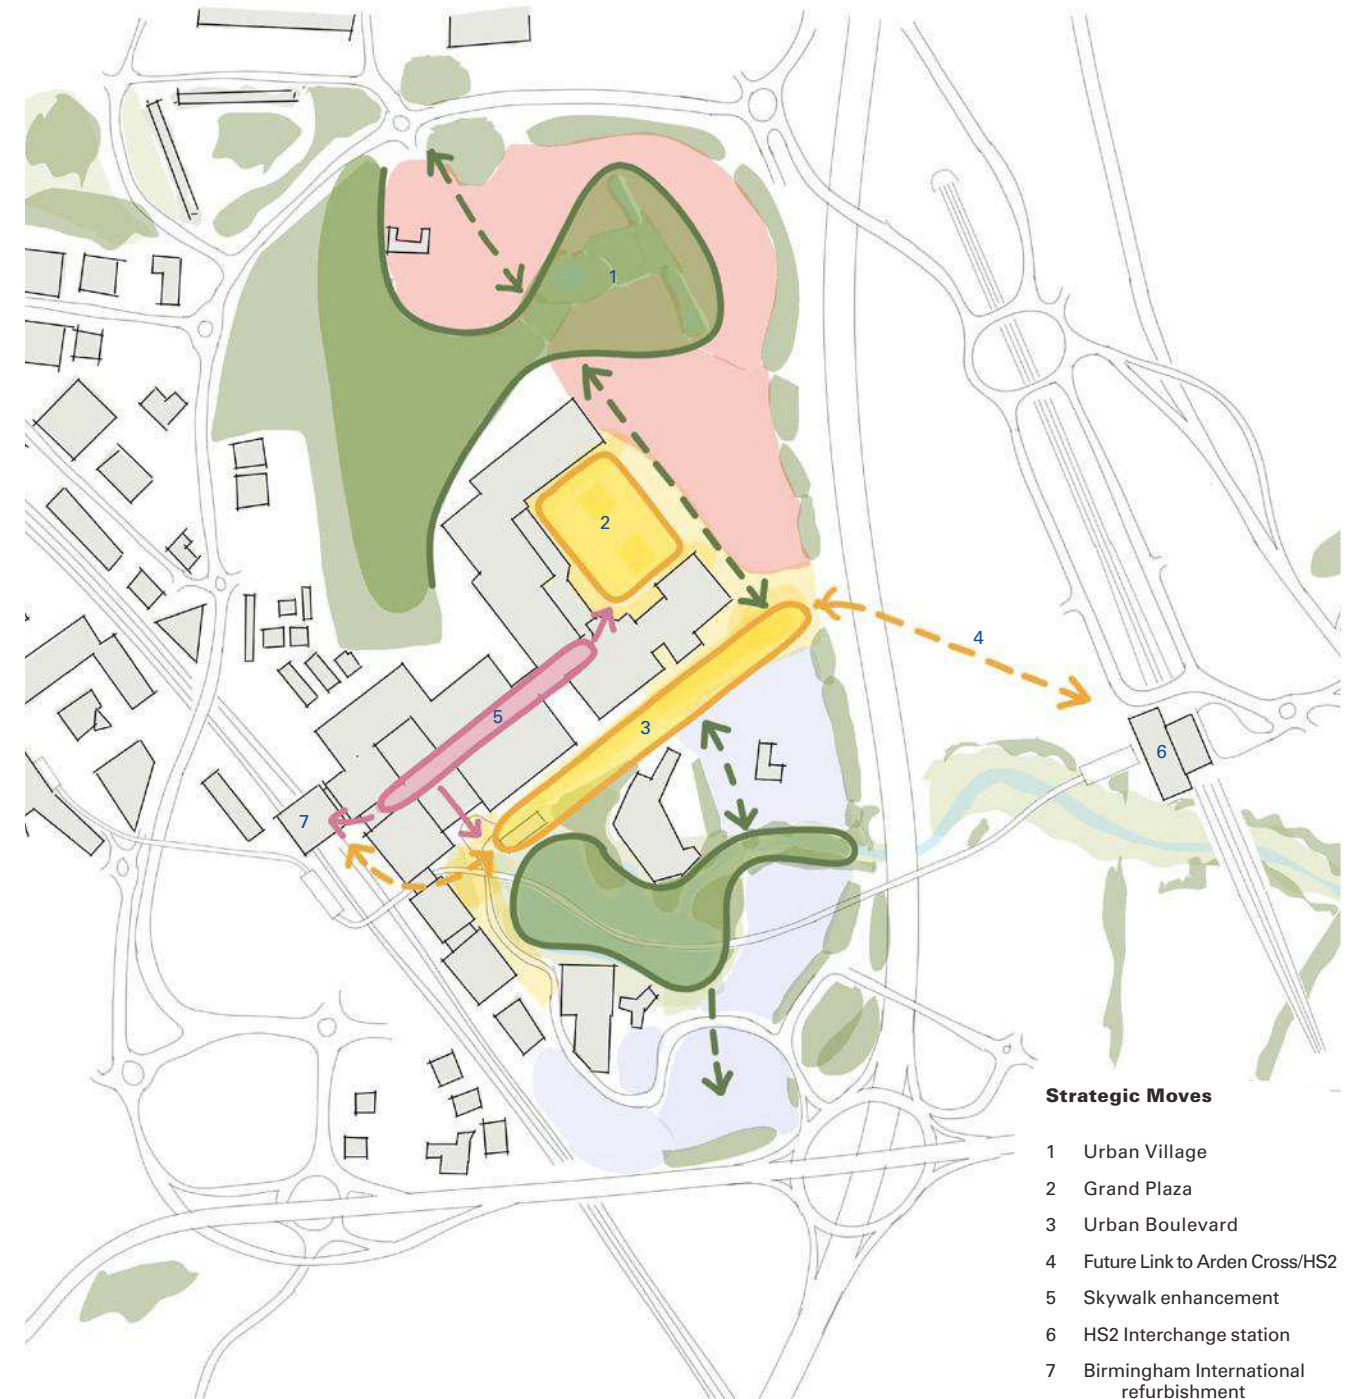 1
2
4
3
5
6
7
Strategic Moves
1 Urban Village
2 Grand Plaza
3 Urban Boulevard
4 Future Link to Arden Cross/HS2
5 Skywalk enhancement
6 HS2 Interchange station
7 Birmingham International
refurbishment